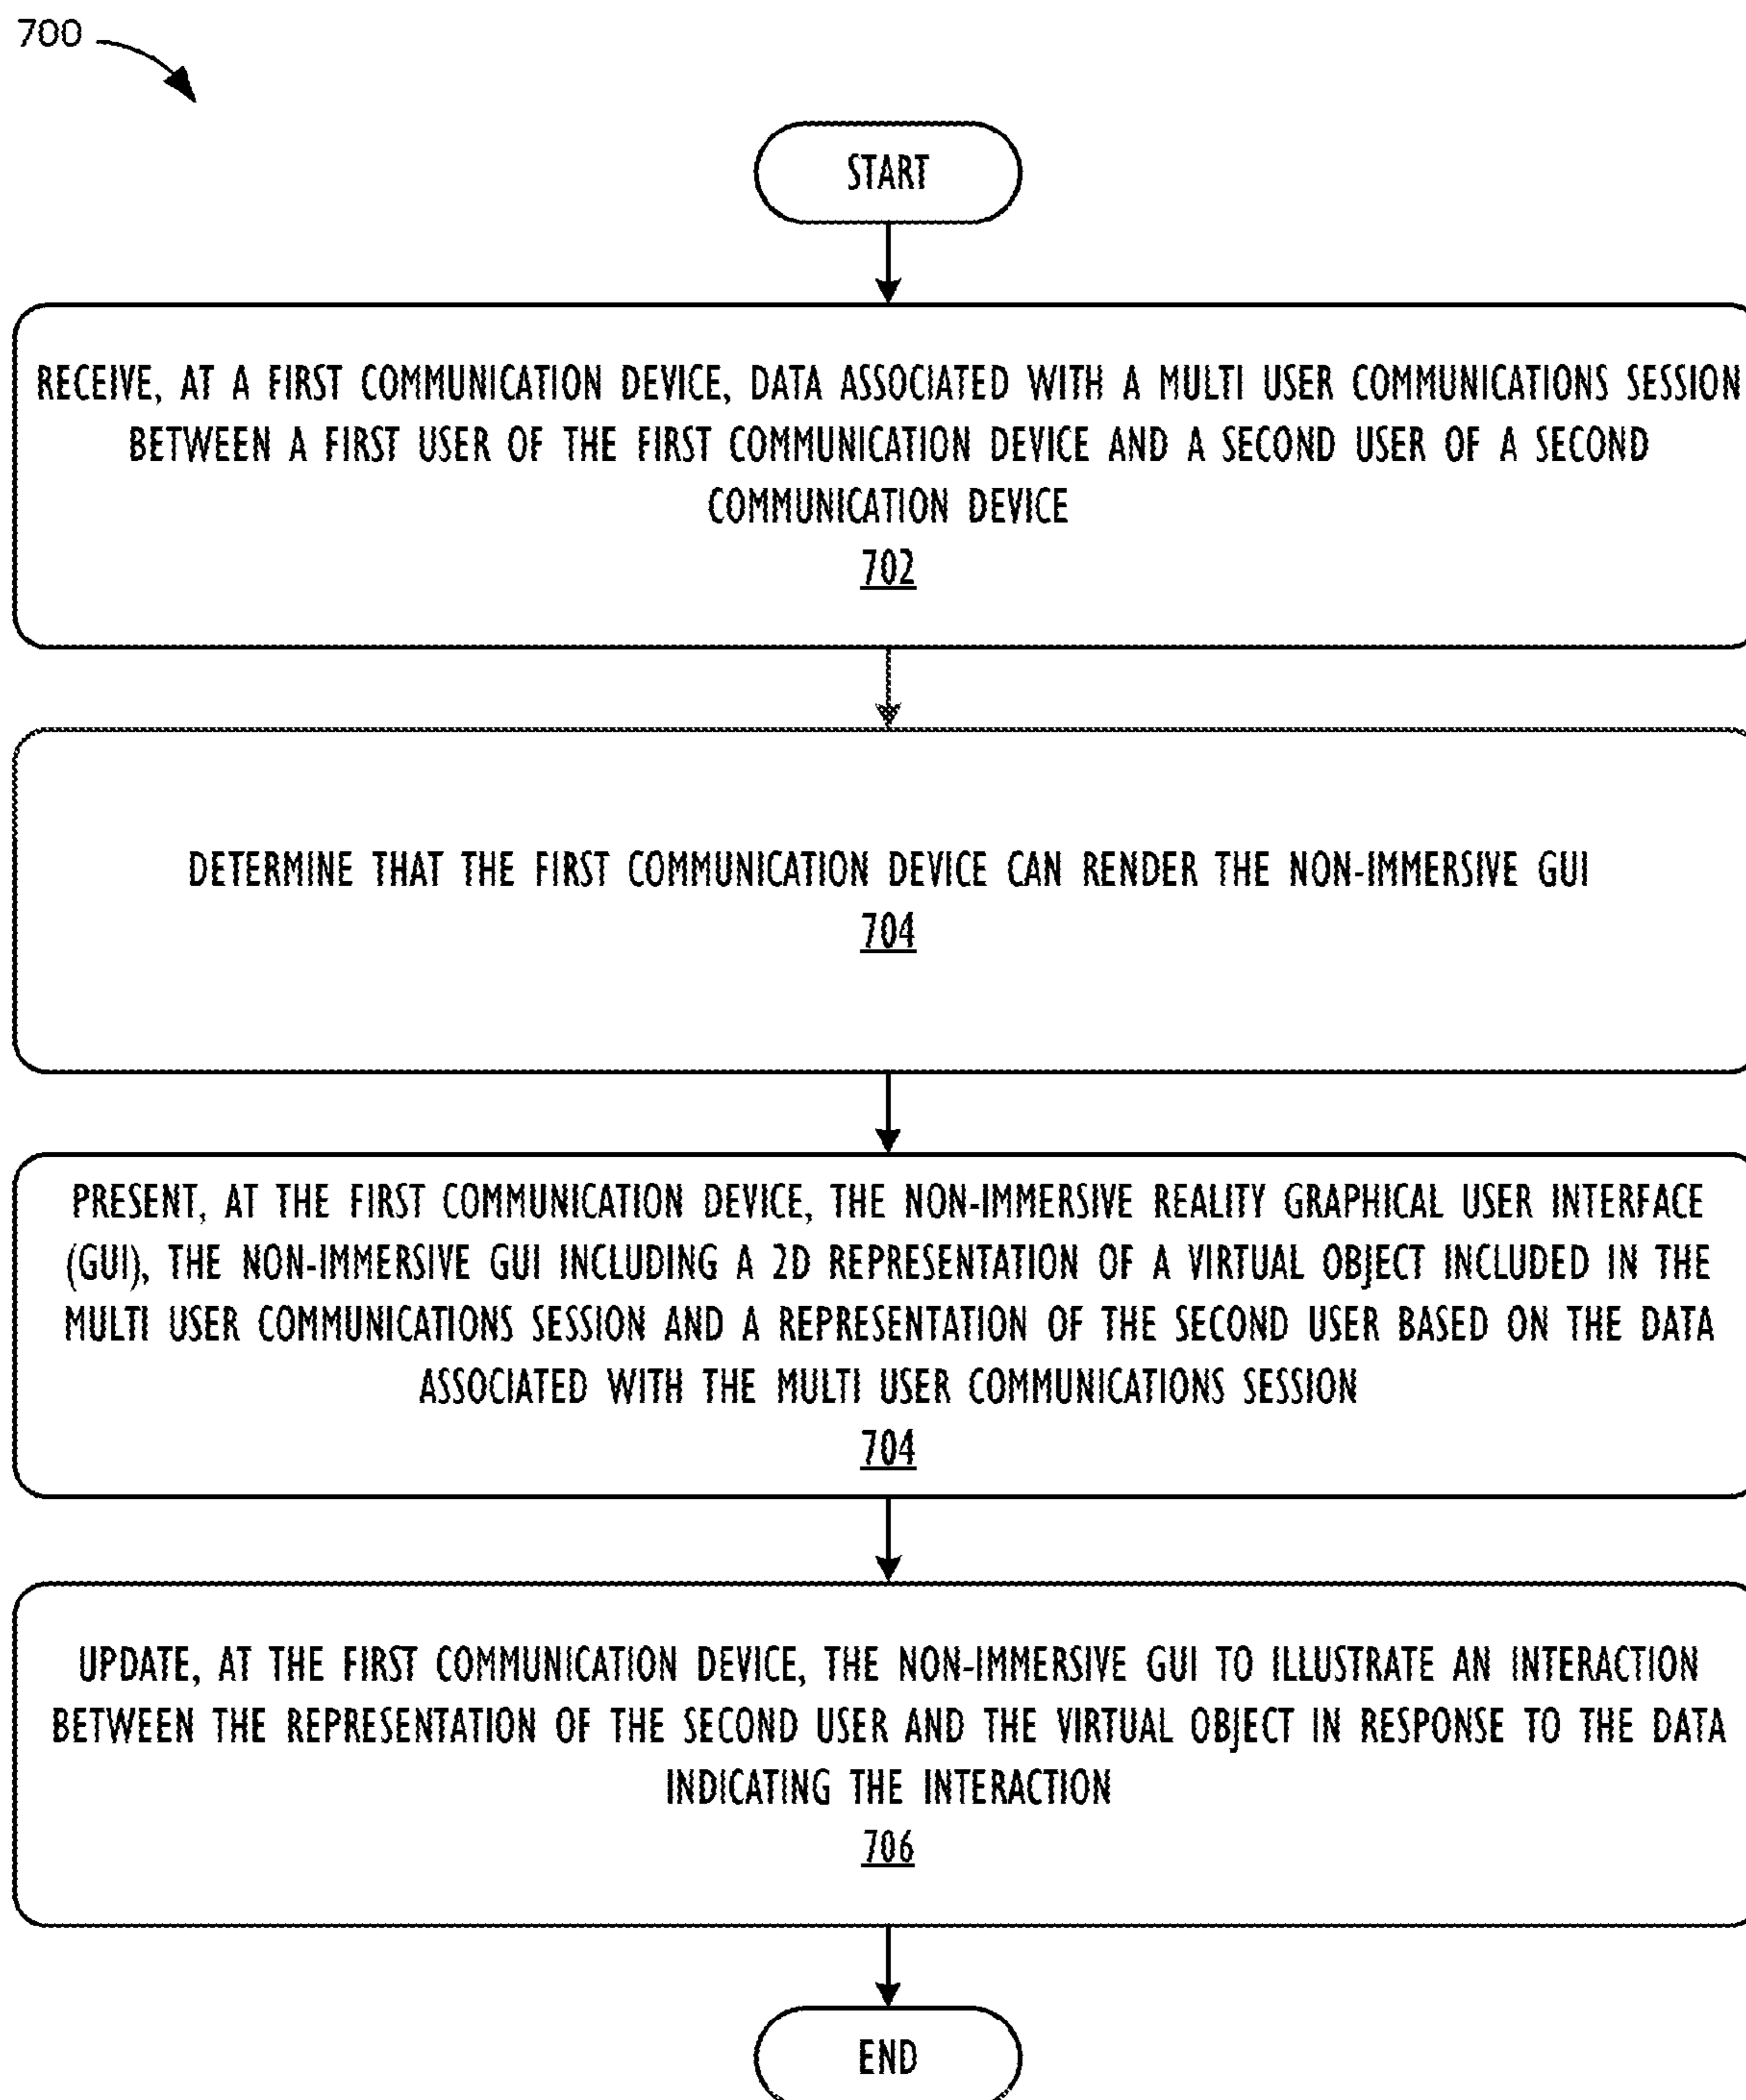 700
START
RECEIVE, AT A FIRST COMMUNICATION DEVICE, DATA ASSOCIATED WITH A MULTI USER COMMUNICATIONS SESSION
BETWEEN A FIRST USER OF THE FIRST COMMUNICATION DEVICE AND A SECOND USER OF A SECOND
COMMUNICATION DEVICE
702
DETERMINE THAT THE FIRST COMMUNICATION DEVICE CAN RENDER THE NON-IMMERSIVE GUI
704
PRESENT, AT THE FIRST COMMUNICATION DEVICE, THE NON-IMMERSIVE REALITY GRAPHICAL USER INTERFACE
(GUI), THE NON-IMMERSIVE GUI INCLUDING A 2D REPRESENTATION OF A VIRTUAL OBJECT INCLUDED IN THE
MULTI USER COMMUNICATIONS SESSION AND A REPRESENTATION OF THE SECOND USER BASED ON THE DATA
ASSOCIATED WITH THE MULTI USER COMMUNICATIONS SESSION
704
UPDATE, AT THE FIRST COMMUNICATION DEVICE, THE NON-IMMERSIVE GUI TO ILLUSTRATE AN INTERACTION
BETWEEN THE REPRESENTATION OF THE SECOND USER AND THE VIRTUAL OBJECT IN RESPONSE TO THE DATA
INDICATING THE INTERACTION
706
END